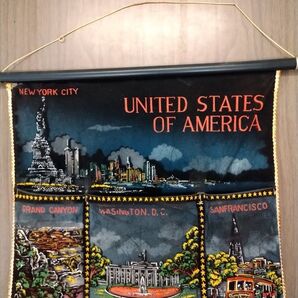 NEW YORK CITY
UNITED STATES
OF AMERICA
GRAND CANYON
WASINGTON. D. C.
SANFRANCISCO